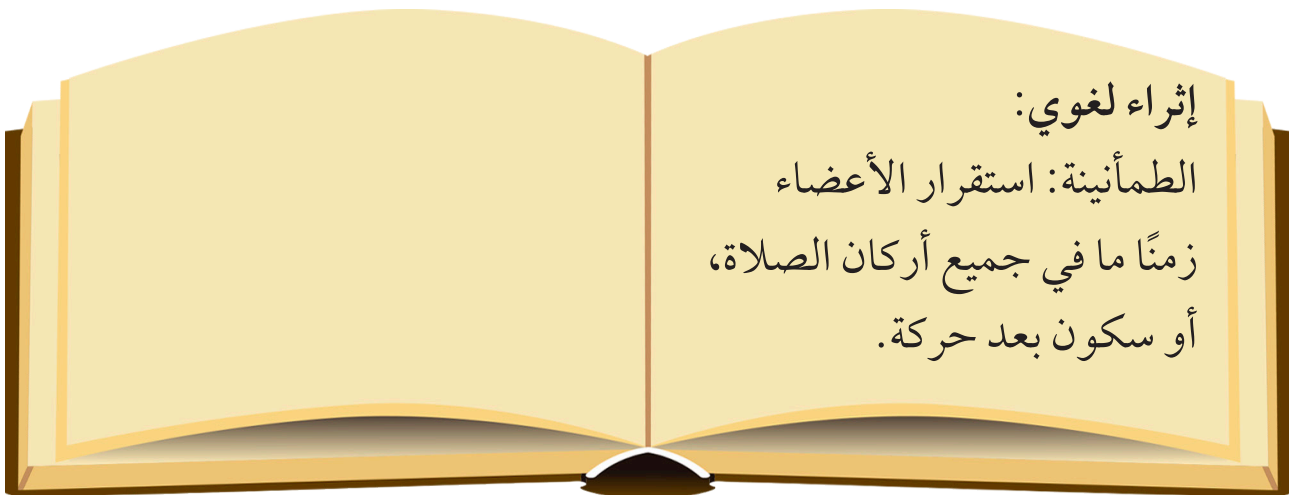 إثراء لغوي:
الطمأنينة: استقرار الأعضاء
زمنًا ما في جميع أركان الصلاة،
أو سكون بعد حركة.